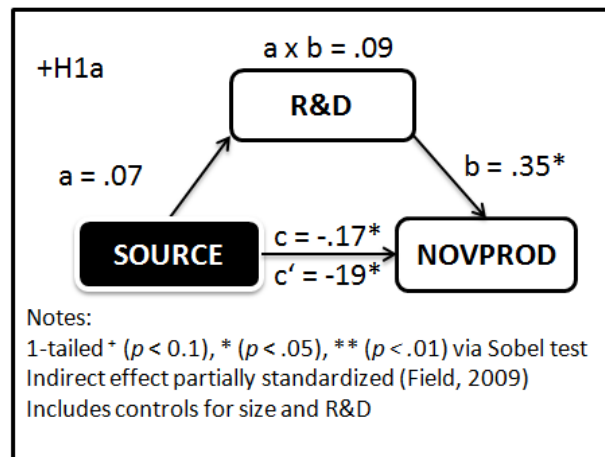 a x b = .09
+H1a
R&D
a = .07
b = .35*
SOURCE
c = -.17*
c‘ = -19*
NOVPROD
Notes:
1-tailed ⁺ (p < 0.1), * (p < .05), ** (p < .01) via Sobel test
Indirect effect partially standardized (Field, 2009)
Includes controls for size and R&D